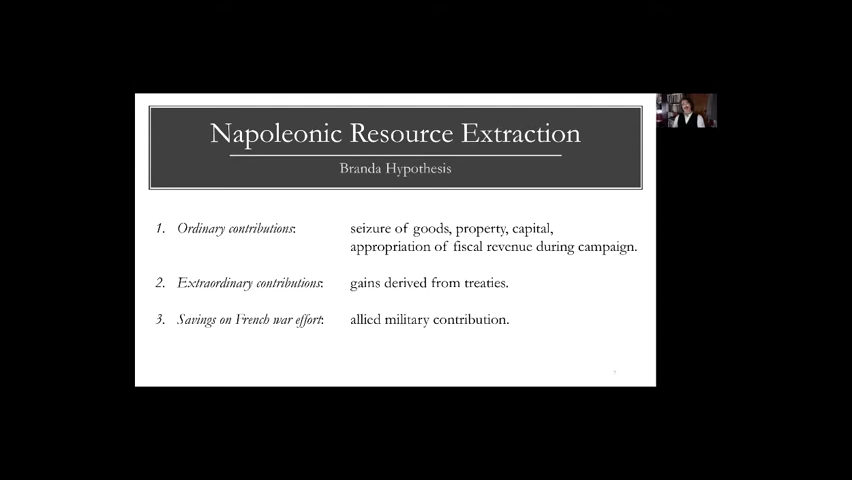 Napoleonic Resource Extraction
Branda Hypothesis
1. Ordinary contributions: seizure of goods, property, capital,
appropriation of fiscal revenue during campaign.
2. Extraordinary contributions: gains derived from treaties.
3. Savings on French war effort: allied military contribution.